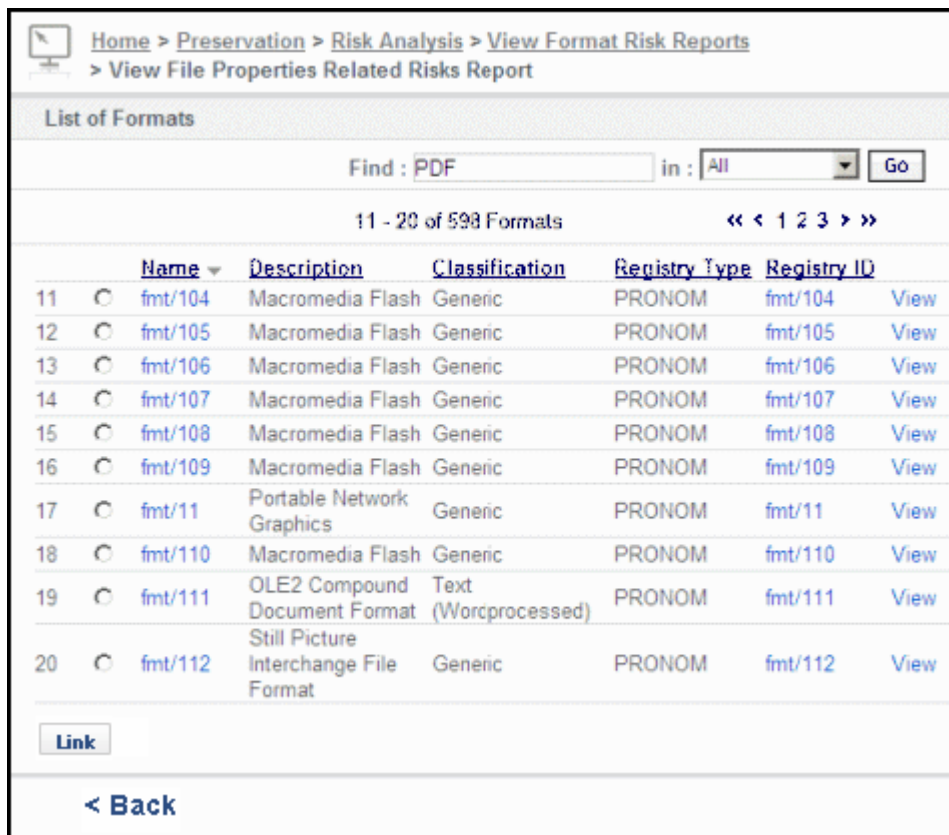 Home > Preservation > Risk Analysis > View Format Risk Reports
> View File Properties Related Risks Report
List of Formats
Find : PDF in : All Go
11 - 20 of 598 Formats << < 1 2 3 > >>
Name Description Classification Registry Type Registry ID
11 fmt/104 Macromedia Flash Generic PRONOM fmt/104 View
12 fmt/105 Macromedia Flash Generic PRONOM fmt/105 View
13 fmt/106 Macromedia Flash Generic PRONOM fmt/106 View
14 fmt/107 Macromedia Flash Generic PRONOM fmt/107 View
15 fmt/108 Macromedia Flash Generic PRONOM fmt/108 View
16 fmt/109 Macromedia Flash Generic PRONOM fmt/109 View
17 fmt/11 Portable Network Generic PRONOM fmt/11 View
Graphics
18 fmt/110 Macromedia Flash Generic PRONOM fmt/110 View
19 fmt/111 OLE2 Compound Text PRONOM fmt/111 View
Document Format (Wordprocessed)
Still Picture
20 fmt/112 Interchange File Generic PRONOM fmt/112 View
Format
Link
< Back